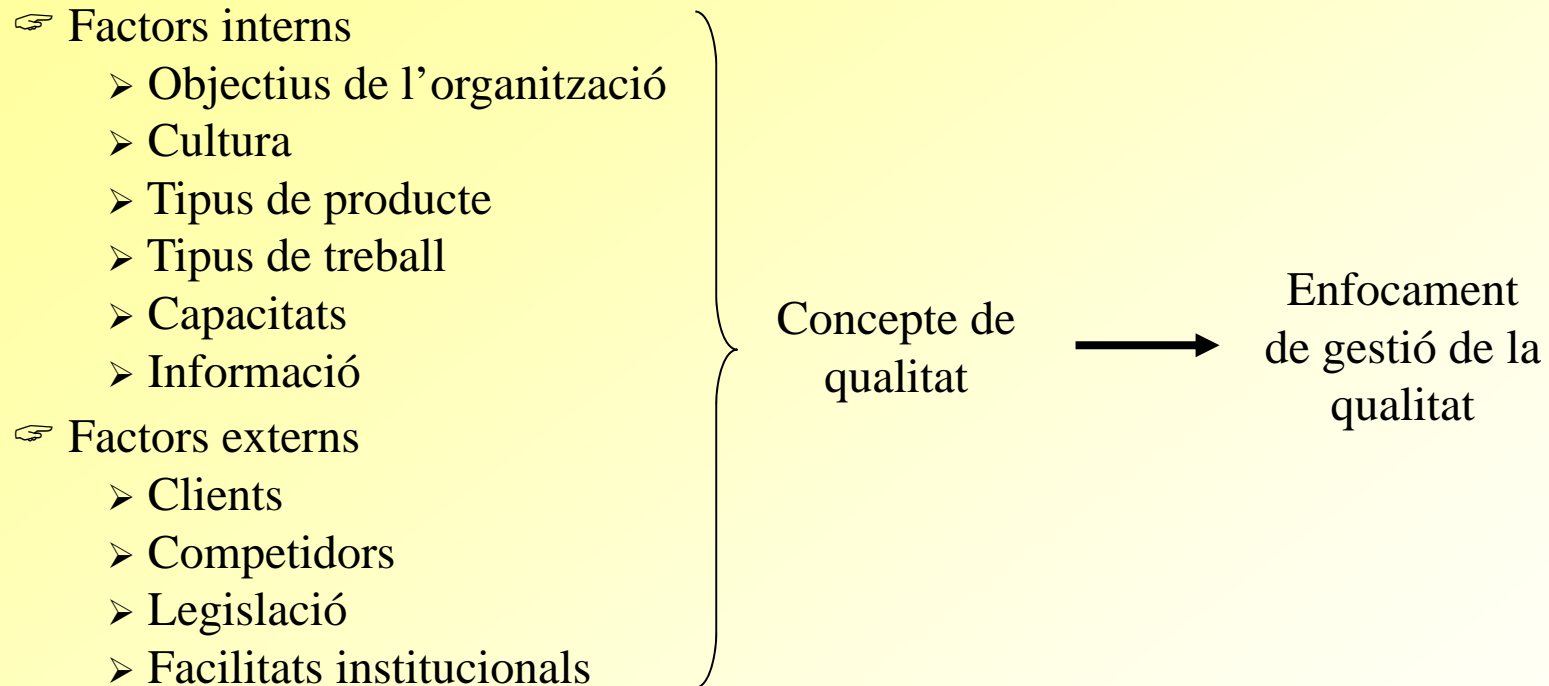 ☞ Factors interns
➢ Objectius de l’organització
➢ Cultura
➢ Tipus de producte
➢ Tipus de treball
➢ Capacitats
➢ Informació
☞ Factors externs
➢ Clients
➢ Competidors
➢ Legislació
➢ Facilitats institucionals
Concepte de
qualitat
Enfocament
de gestió de la
qualitat